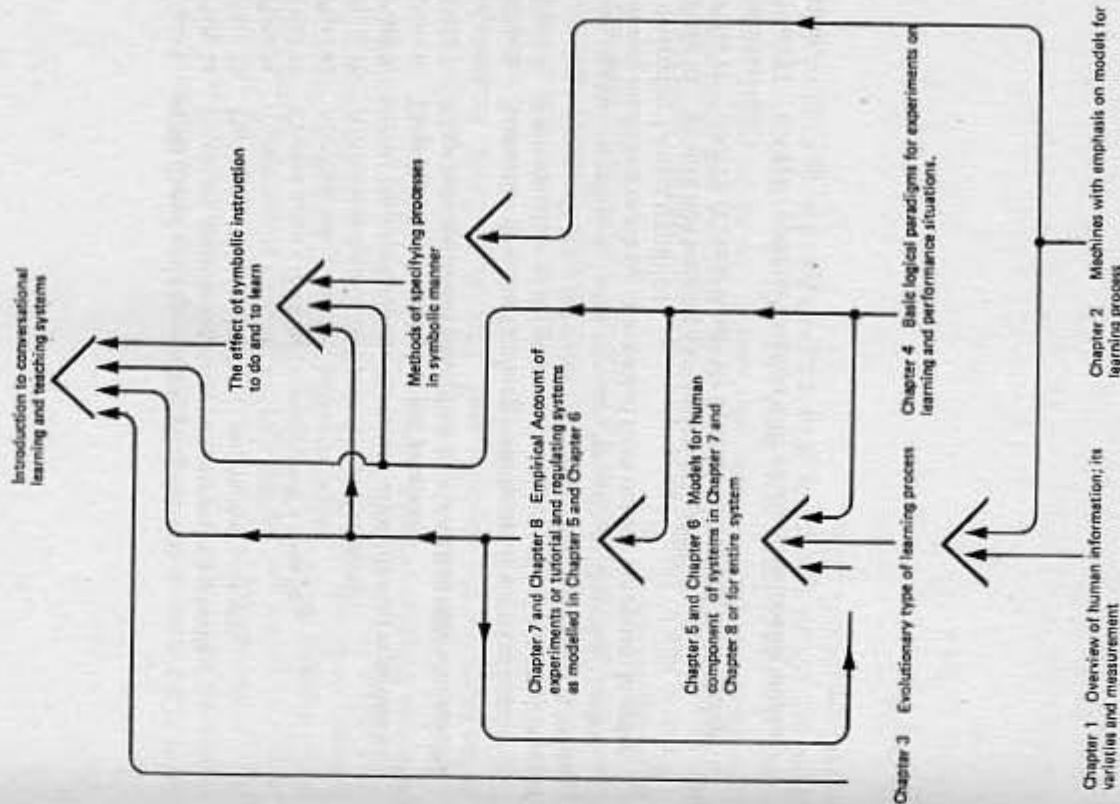 Introduction to conversational
learning and teaching systems
The effect of symbolic instruction
to do and to learn
Methods of specifying processes
in symbolic manner
Chapter 7 and Chapter 8 Empirical Account of
experiments or tutorial and regulating systems
as modelled in Chapter 5 and Chapter 6
Chapter 5 and Chapter 6 Models for human
component of systems in Chapter 7 and
Chapter 8 or for entire system
Chapter 3 Evolutionary type of learning process
Chapter 4 Basic logical paradigms for experiments on
learning and performance situations.
Chapter 1 Overview of human information; its
varieties and measurement
Chapter 2 Machines with emphasis on models for
learning process